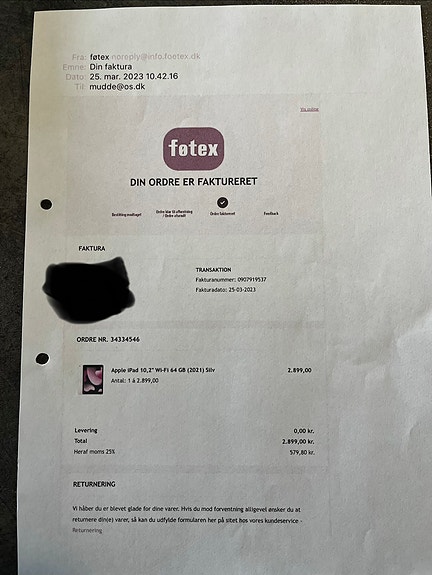 Fra: føtex noreply@info.foetex.dk
Emne: Din faktura
Dato: 25. mar. 2023 10.42.16
Til: mudde@os.dk
Vis online
føtex
DIN ORDRE ER FAKTURERET
Bestilling modtaget
Ordre klar til afhentning
/ Ordre afsendt
Ordre faktureret
Feedback
FAKTURA
TRANSAKTION
Fakturanummer: 0907919537
Fakturadato: 25-03-2023
ORDRE NR. 34334546
Apple iPad 10,2" Wi-Fi 64 GB (2021) Sølv 2.899,00
Antal: 1 á 2.899,00
Levering 0,00 kr.
Total 2.899,00 kr.
Heraf moms 25% 579,80 kr.
RETURNERING
Vi håber du er blevet glade for dine varer. Hvis du mod forventning alligevel ønsker du at
returnere din(e) varer, så kan du udfylde formularen her på sitet hos vores kundeservice -
Returnering